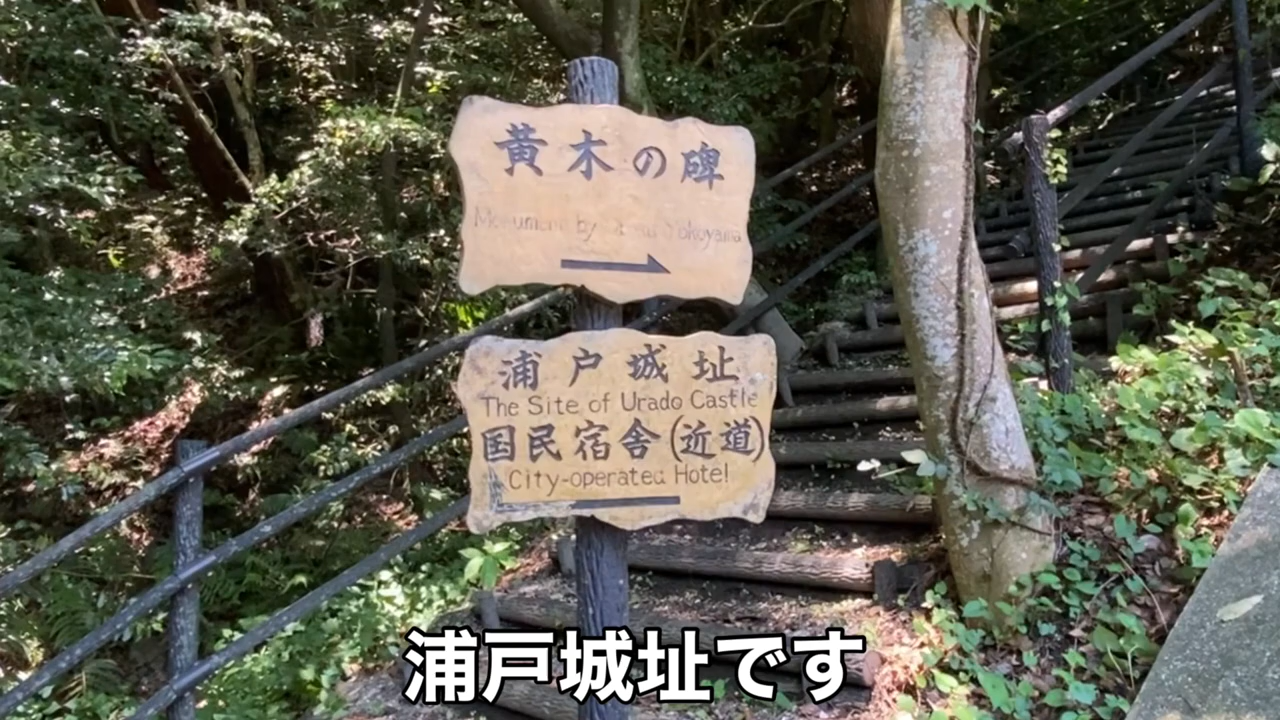 黄木の碑
Monument by Yokoyama
浦戸城址
The Site of Urado Castle
国民宿舎(近道)
City-operated Hotel
浦戸城址です